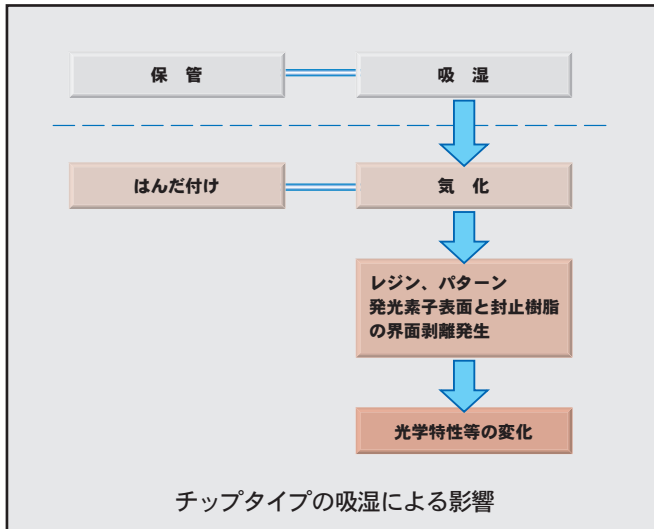 保　管
吸　湿
はんだ付け
気　化
レジン、パターン
発光素子表面と封止樹脂
の界面剥離発生
光学特性等の変化
チップタイプの吸湿による影響